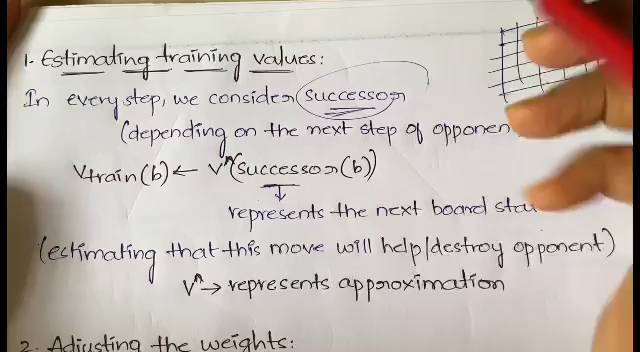 1. Estimating training values:
In every step, we consider successor
(depending on the next step of opponen
Vtrain(b) ← V^(successor(b))
↓
represents the next board sta
(estimating that this move will help/destroy opponent)
V^ → represents approximation
2. Adjusting the weights: